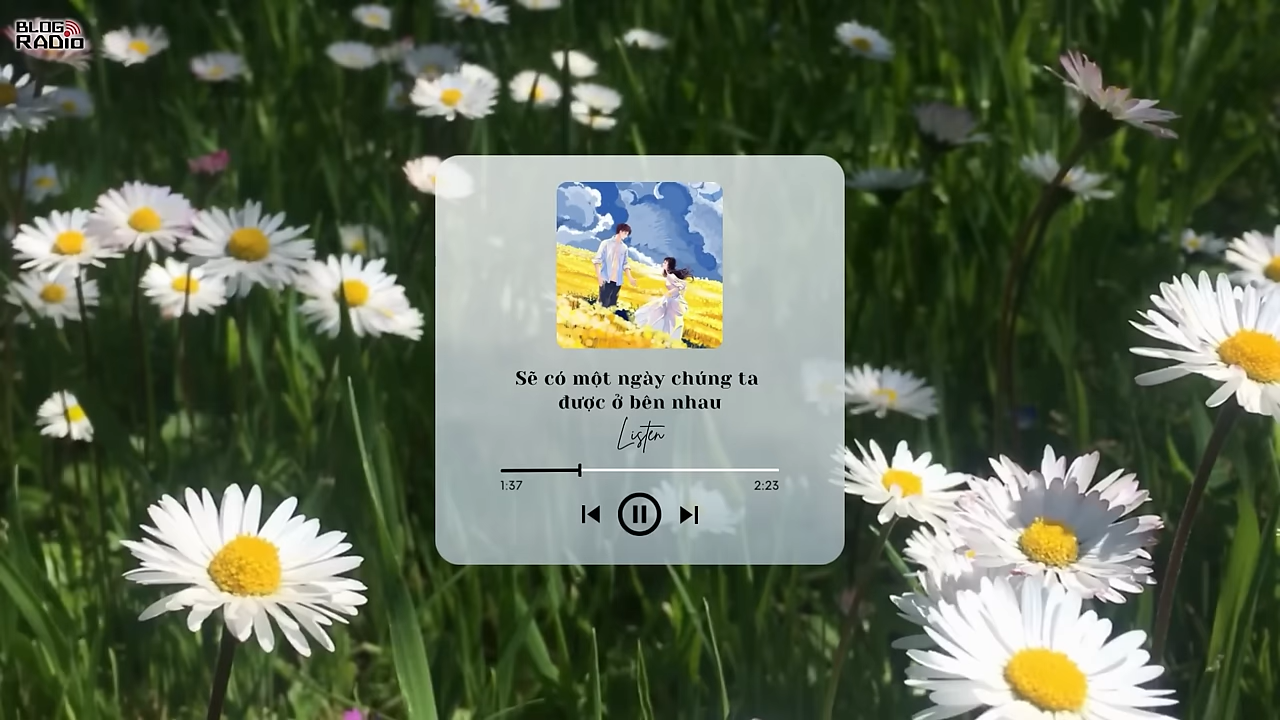 BLOG
RADIO
Sẽ có một ngày chúng ta
được ở bên nhau
Listen
1:37 2:23